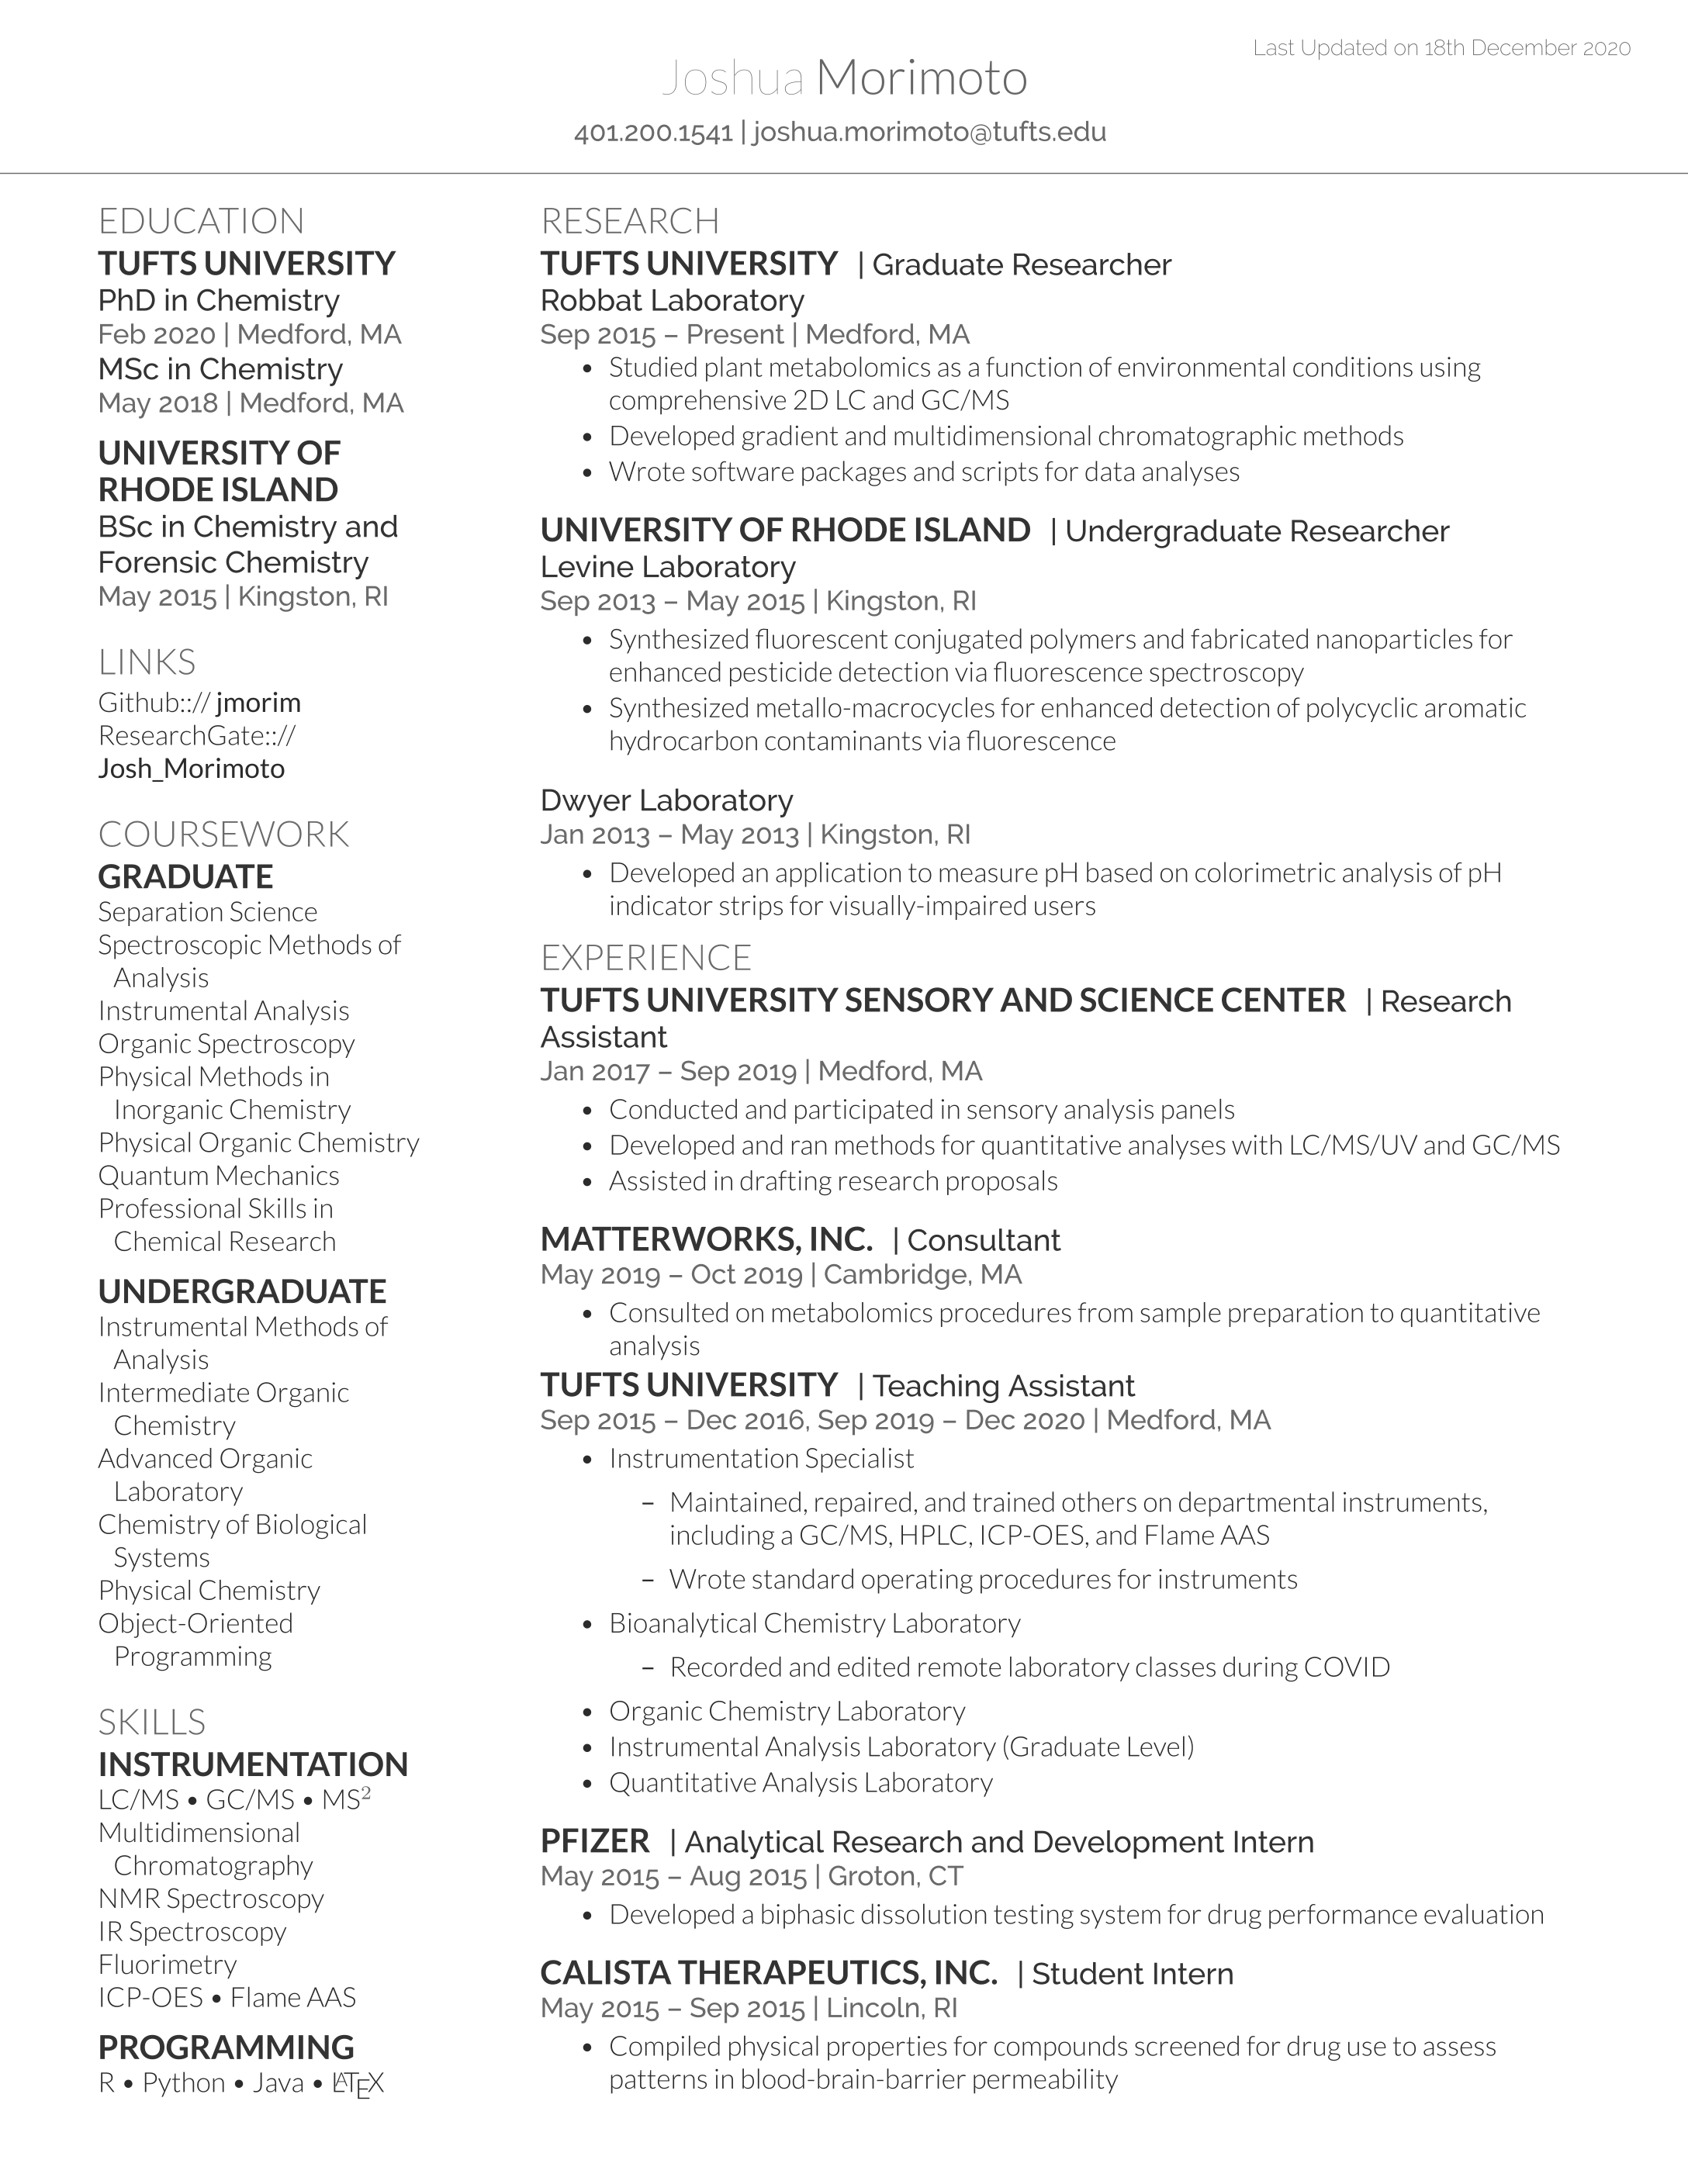 Last Updated on 18th December 2020
Joshua Morimoto
401.200.1541 | joshua.morimoto@tufts.edu
EDUCATION
TUFTS UNIVERSITY
PhD in Chemistry
Feb 2020 | Medford, MA
MSc in Chemistry
May 2018 | Medford, MA
UNIVERSITY OF
RHODE ISLAND
BSc in Chemistry and
Forensic Chemistry
May 2015 | Kingston, RI
LINKS
Github:// jmorim
ResearchGate://
Josh_Morimoto
COURSEWORK
GRADUATE
Separation Science
Spectroscopic Methods of
Analysis
Instrumental Analysis
Organic Spectroscopy
Physical Methods in
Inorganic Chemistry
Physical Organic Chemistry
Quantum Mechanics
Professional Skills in
Chemical Research
UNDERGRADUATE
Instrumental Methods of
Analysis
Intermediate Organic
Chemistry
Advanced Organic
Laboratory
Chemistry of Biological
Systems
Physical Chemistry
Object-Oriented
Programming
SKILLS
INSTRUMENTATION
LC/MS • GC/MS • MS²
Multidimensional
Chromatography
NMR Spectroscopy
IR Spectroscopy
Fluorimetry
ICP-OES • Flame AAS
PROGRAMMING
R • Python • Java • LATEX
RESEARCH
TUFTS UNIVERSITY | Graduate Researcher
Robbat Laboratory
Sep 2015 – Present | Medford, MA
• Studied plant metabolomics as a function of environmental conditions using
comprehensive 2D LC and GC/MS
• Developed gradient and multidimensional chromatographic methods
• Wrote software packages and scripts for data analyses
UNIVERSITY OF RHODE ISLAND | Undergraduate Researcher
Levine Laboratory
Sep 2013 – May 2015 | Kingston, RI
• Synthesized fluorescent conjugated polymers and fabricated nanoparticles for
enhanced pesticide detection via fluorescence spectroscopy
• Synthesized metallo-macrocycles for enhanced detection of polycyclic aromatic
hydrocarbon contaminants via fluorescence
Dwyer Laboratory
Jan 2013 – May 2013 | Kingston, RI
• Developed an application to measure pH based on colorimetric analysis of pH
indicator strips for visually-impaired users
EXPERIENCE
TUFTS UNIVERSITY SENSORY AND SCIENCE CENTER | Research
Assistant
Jan 2017 – Sep 2019 | Medford, MA
• Conducted and participated in sensory analysis panels
• Developed and ran methods for quantitative analyses with LC/MS/UV and GC/MS
• Assisted in drafting research proposals
MATTERWORKS, INC. | Consultant
May 2019 – Oct 2019 | Cambridge, MA
• Consulted on metabolomics procedures from sample preparation to quantitative
analysis
TUFTS UNIVERSITY | Teaching Assistant
Sep 2015 – Dec 2016, Sep 2019 – Dec 2020 | Medford, MA
• Instrumentation Specialist
– Maintained, repaired, and trained others on departmental instruments,
including a GC/MS, HPLC, ICP-OES, and Flame AAS
– Wrote standard operating procedures for instruments
• Bioanalytical Chemistry Laboratory
– Recorded and edited remote laboratory classes during COVID
• Organic Chemistry Laboratory
• Instrumental Analysis Laboratory (Graduate Level)
• Quantitative Analysis Laboratory
PFIZER | Analytical Research and Development Intern
May 2015 – Aug 2015 | Groton, CT
• Developed a biphasic dissolution testing system for drug performance evaluation
CALISTA THERAPEUTICS, INC. | Student Intern
May 2015 – Sep 2015 | Lincoln, RI
• Compiled physical properties for compounds screened for drug use to assess
patterns in blood-brain-barrier permeability